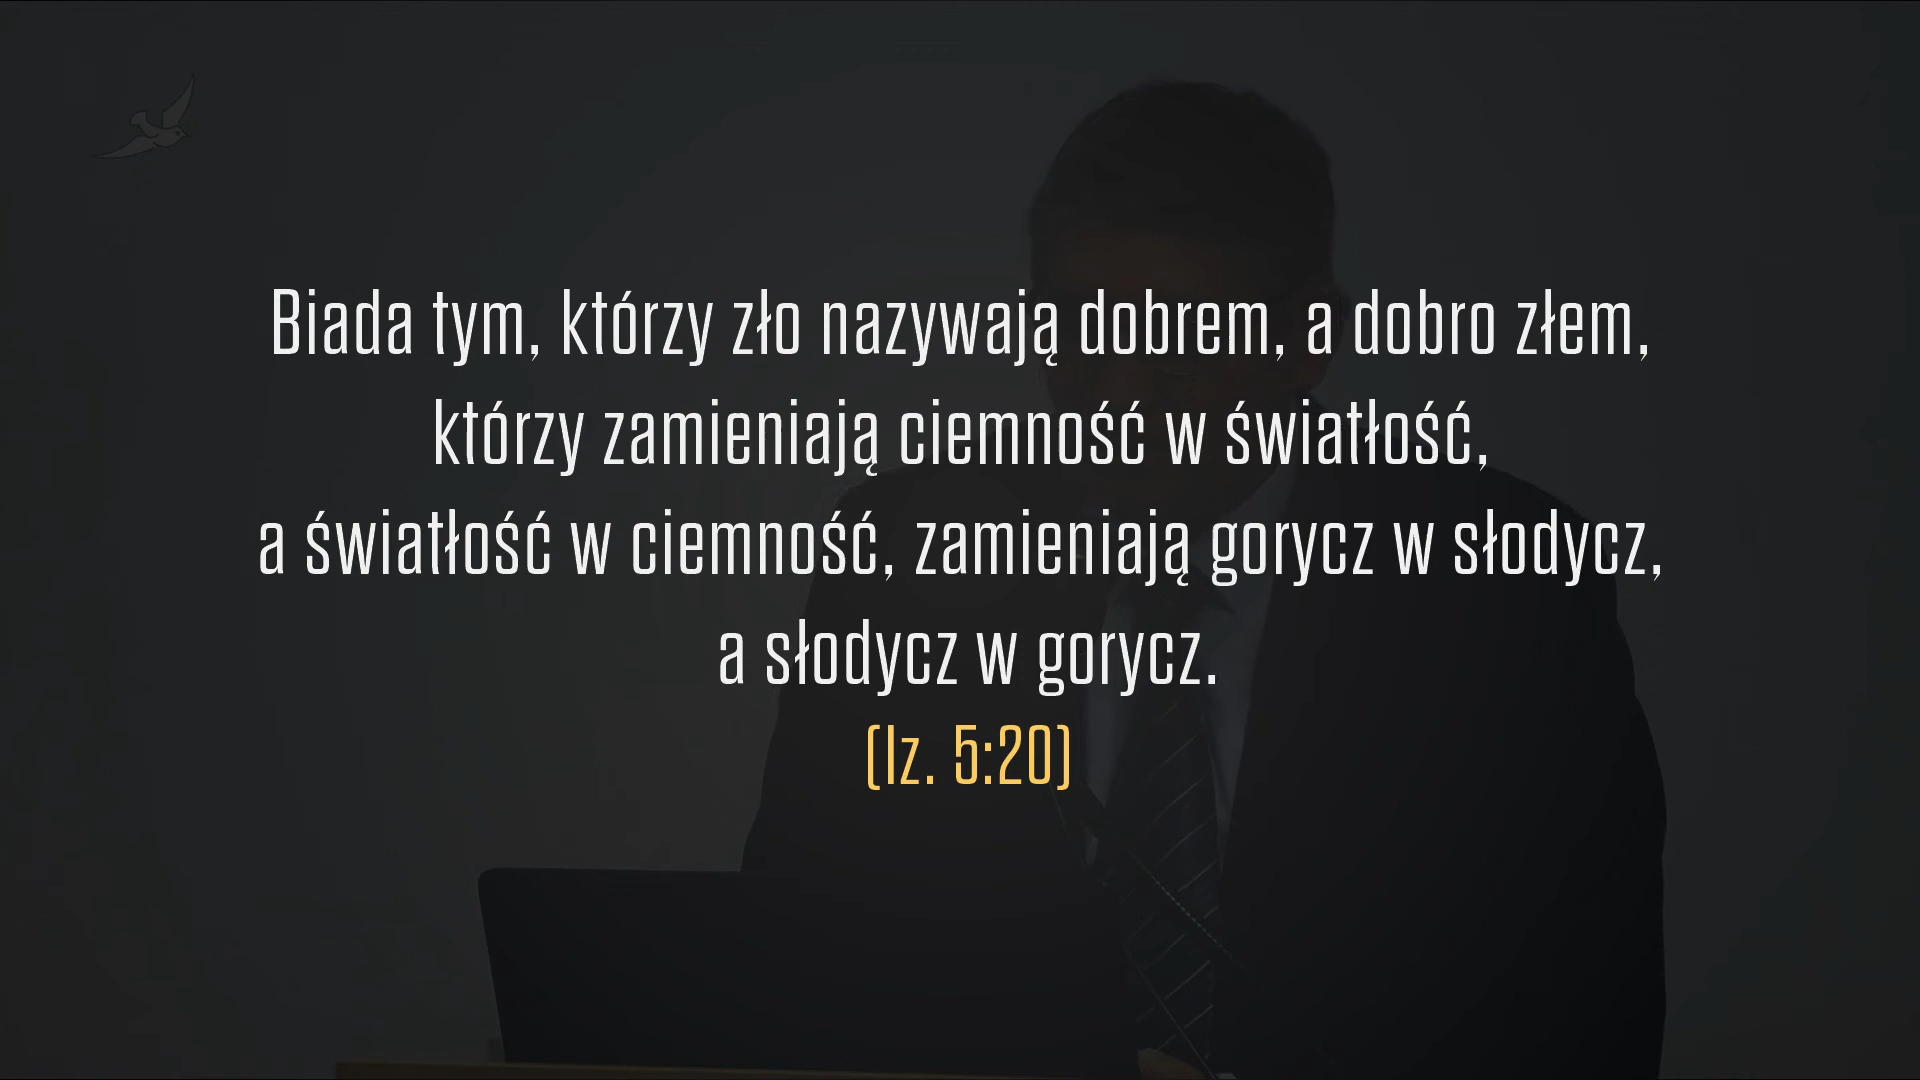 Biada tym, którzy zło nazywają dobrem, a dobro złem,
którzy zamieniają ciemność w światłość,
a światłość w ciemność, zamieniają gorycz w słodycz,
a słodycz w gorycz.
(Iz. 5:20)